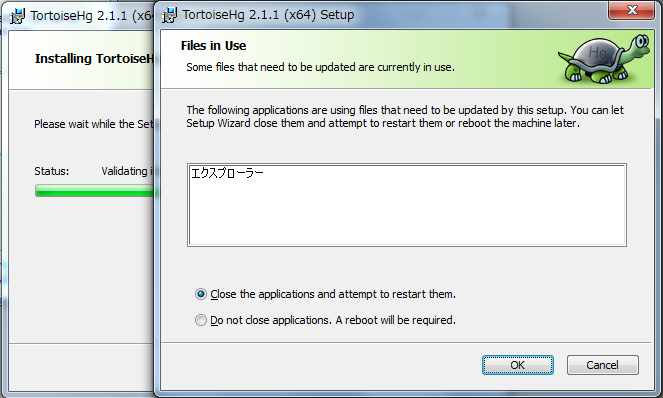 TortoiseHg 2.1.1 (x64
TortoiseHg 2.1.1 (x64) Setup
Installing TortoiseH
Files in Use
Some files that need to be updated are currently in use.
Hg
Please wait while the Set
The following applications are using files that need to be updated by this setup. You can let
Setup Wizard close them and attempt to restart them or reboot the machine later.
Status: Validating i
エクスプローラー
Close the applications and attempt to restart them.
Do not close applications. A reboot will be required.
OK
Cancel